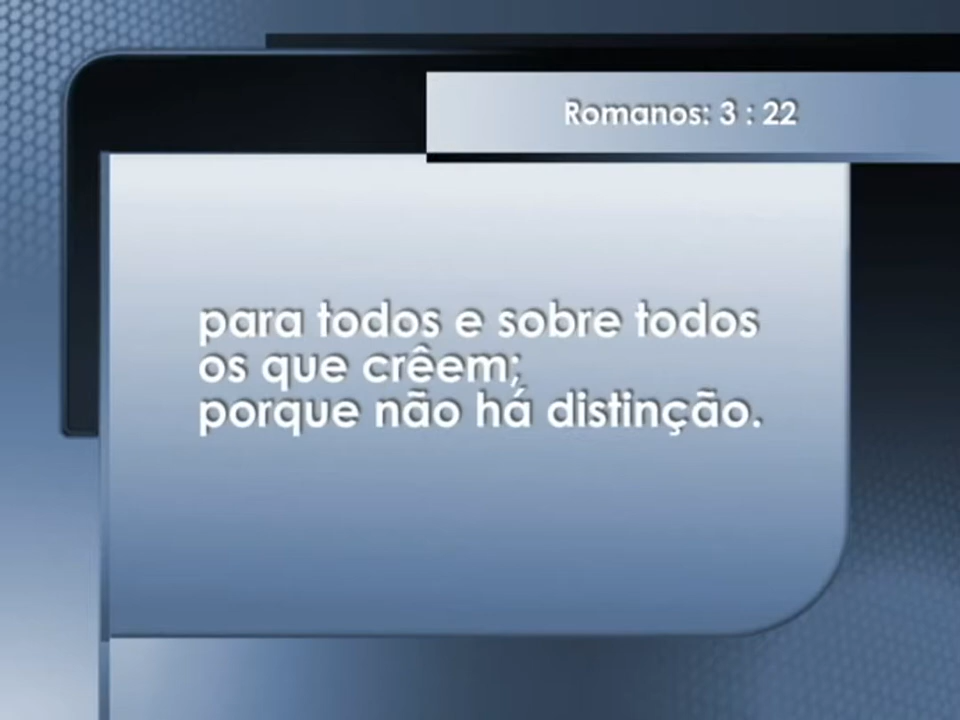 Romanos: 3 : 22
para todos e sobre todos
os que crêem;
porque não há distinção.